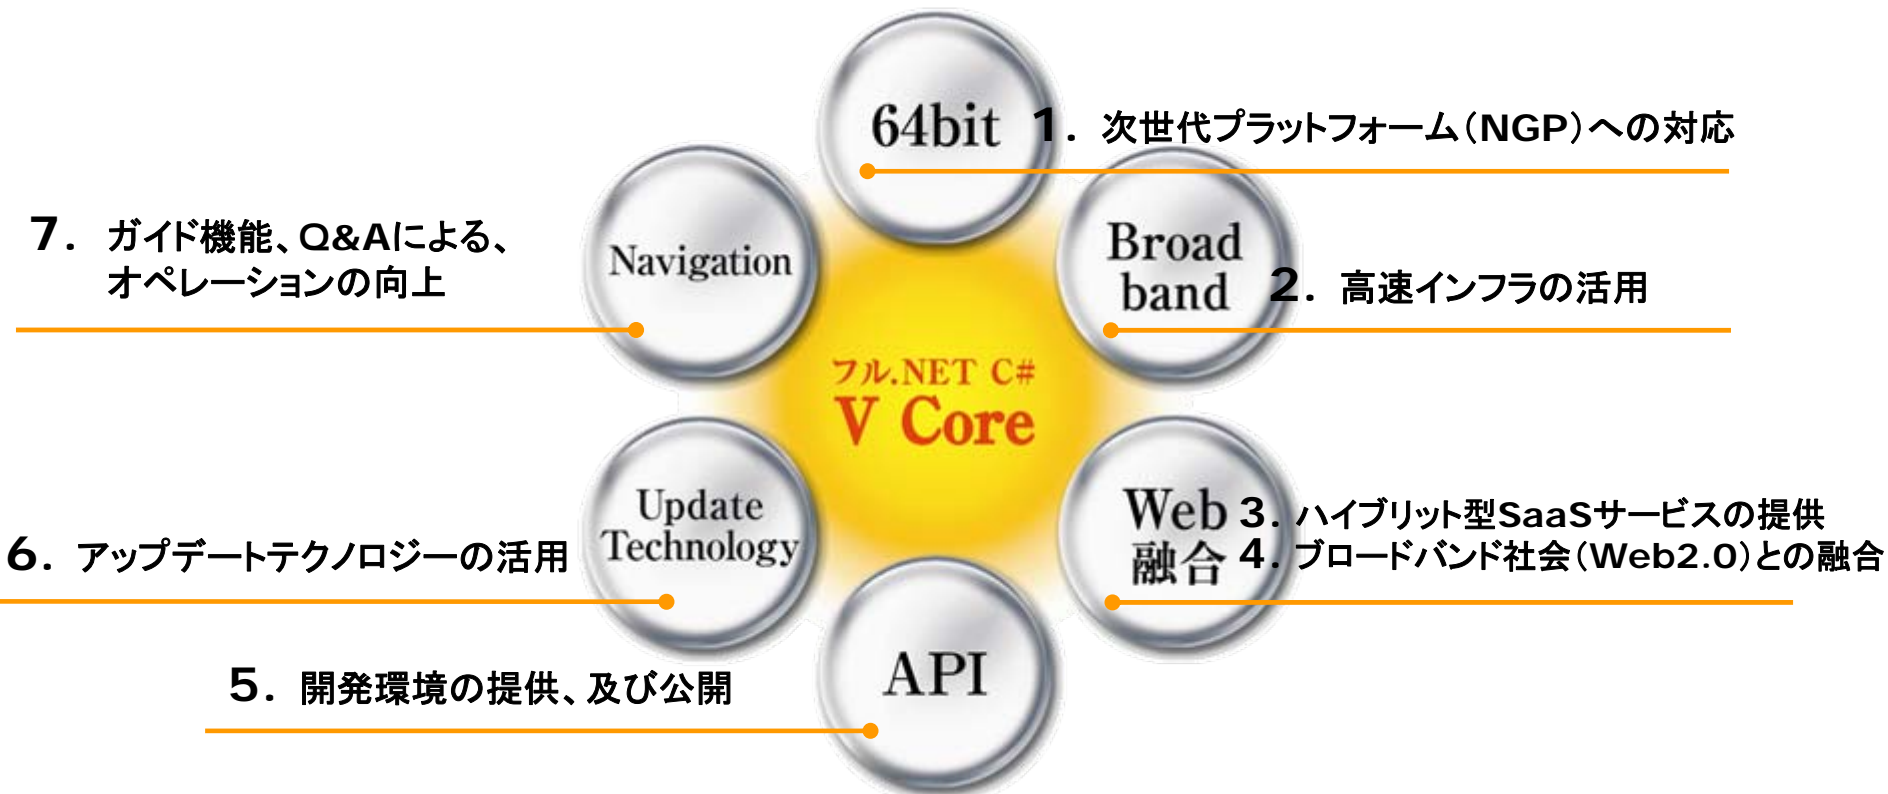 64bit
1. 次世代プラットフォーム（NGP）への対応
Broad
band
2. 高速インフラの活用
Web
融合
3. ハイブリット型SaaSサービスの提供
4. ブロードバンド社会（Web2.0）との融合
API
5. 開発環境の提供、及び公開
Update
Technology
6. アップデートテクノロジーの活用
Navigation
7. ガイド機能、Q&Aによる、
オペレーションの向上
フル.NET C#
V Core